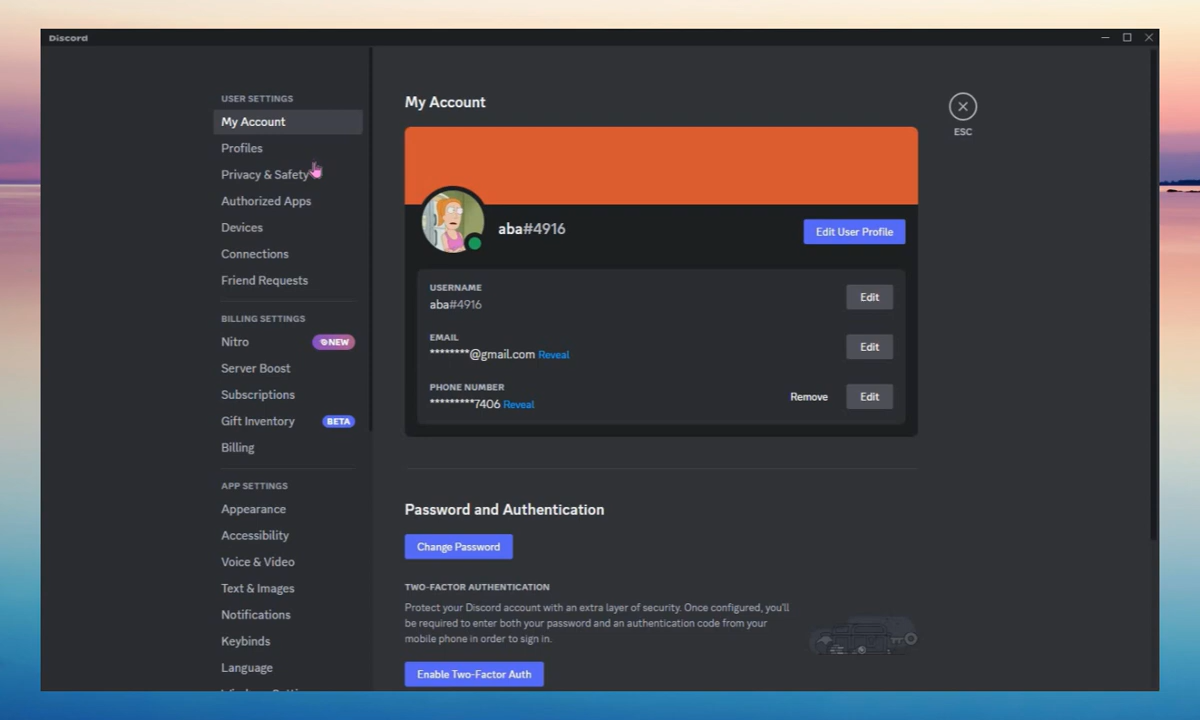 Discord
USER SETTINGS
My Account
Profiles
Privacy & Safety
Authorized Apps
Devices
Connections
Friend Requests
BILLING SETTINGS
Nitro
NEW
Server Boost
Subscriptions
Gift Inventory
BETA
Billing
APP SETTINGS
Appearance
Accessibility
Voice & Video
Text & Images
Notifications
Keybinds
Language
My Account
ESC
aba#4916
Edit User Profile
USERNAME
aba#4916
Edit
EMAIL
********@gmail.com Reveal
Edit
PHONE NUMBER
*********7406 Reveal
Remove
Edit
Password and Authentication
Change Password
TWO-FACTOR AUTHENTICATION
Protect your Discord account with an extra layer of security. Once configured, you'll
be required to enter both your password and an authentication code from your
mobile phone in order to sign in.
Enable Two-Factor Auth